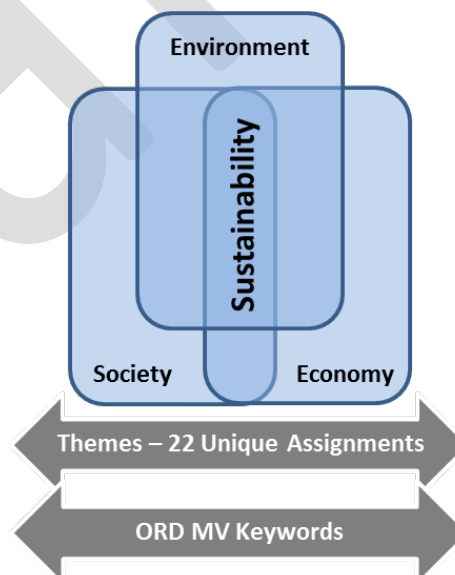 Environment
Sustainability
Society
Economy
Themes – 22 Unique Assignments
ORD MV Keywords